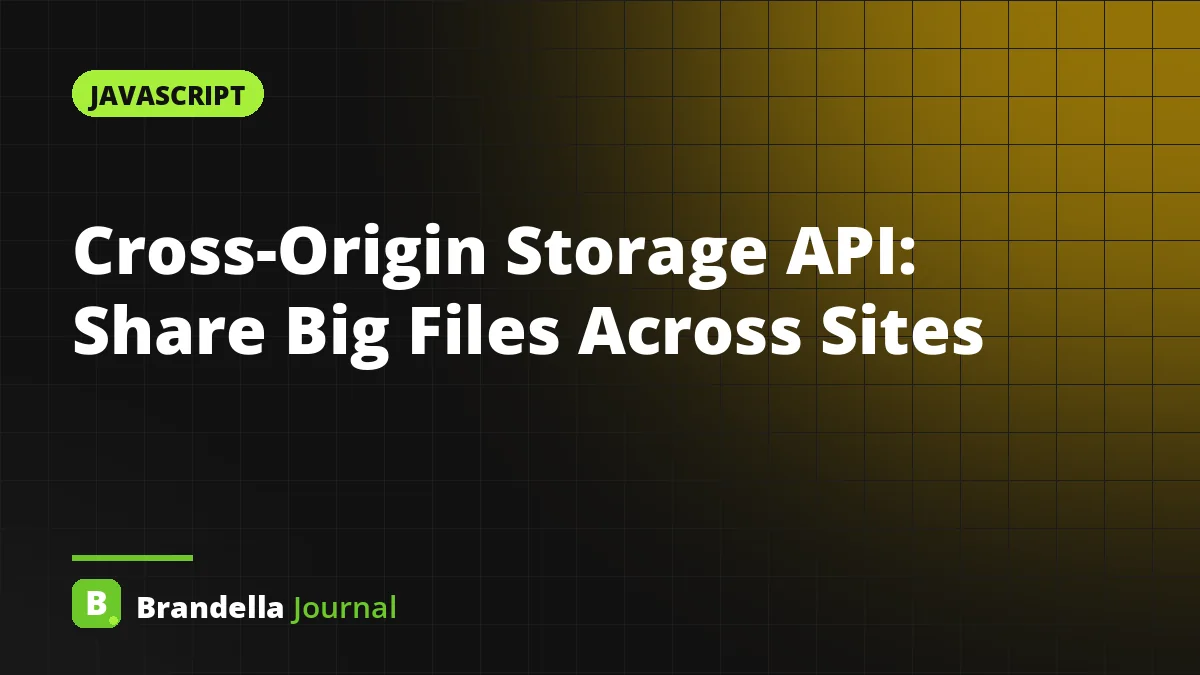 JAVASCRIPT
Cross-Origin Storage API:
Share Big Files Across Sites
B
Brandella Journal